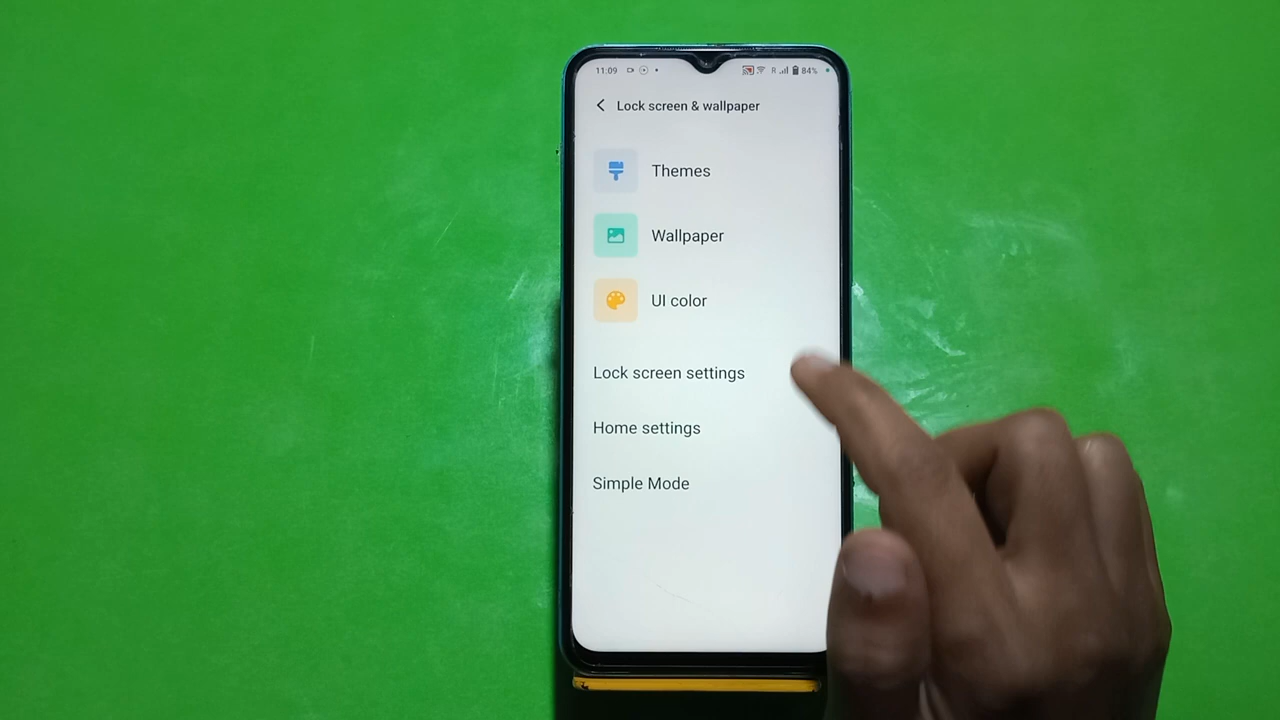 11:09 R 84%
Lock screen & wallpaper
Themes
Wallpaper
UI color
Lock screen settings
Home settings
Simple Mode